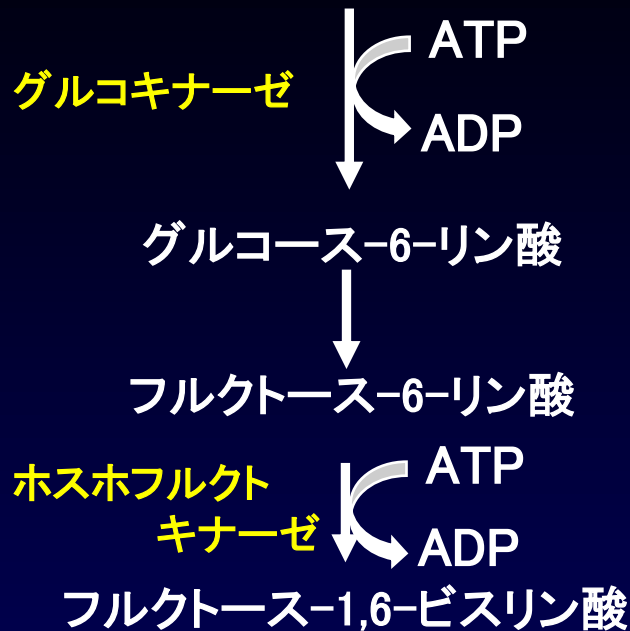 ATP
グルコキナーゼ
ADP
グルコース-6-リン酸
フルクトース-6-リン酸
ATP
ホスホフルクト
キナーゼ
ADP
フルクトース-1,6-ビスリン酸